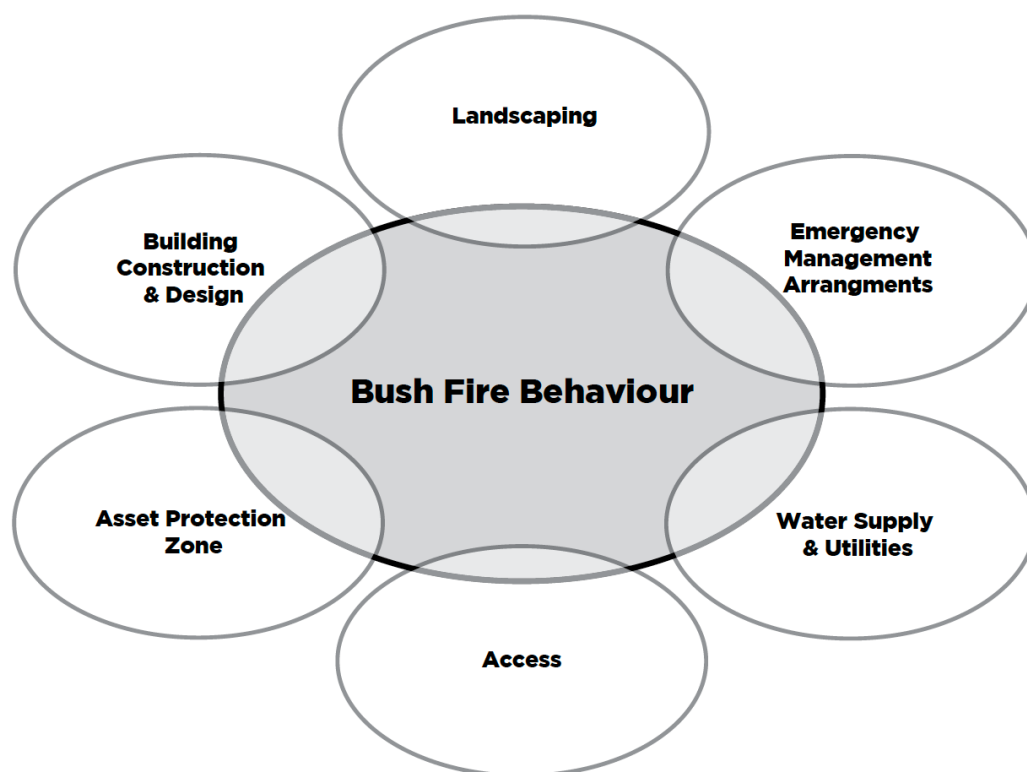 Landscaping
Building
Construction
& Design
Emergency
Management
Arrangments
Bush Fire Behaviour
Asset Protection
Zone
Water Supply
& Utilities
Access